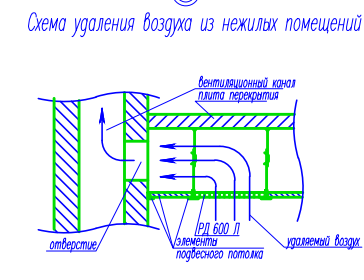 Схема удаления воздуха из нежилых помещений
вентиляционный канал
плита перекрытия
РД 600 Л
отверстие
элементы
подвесного потолка
удаляемый воздух